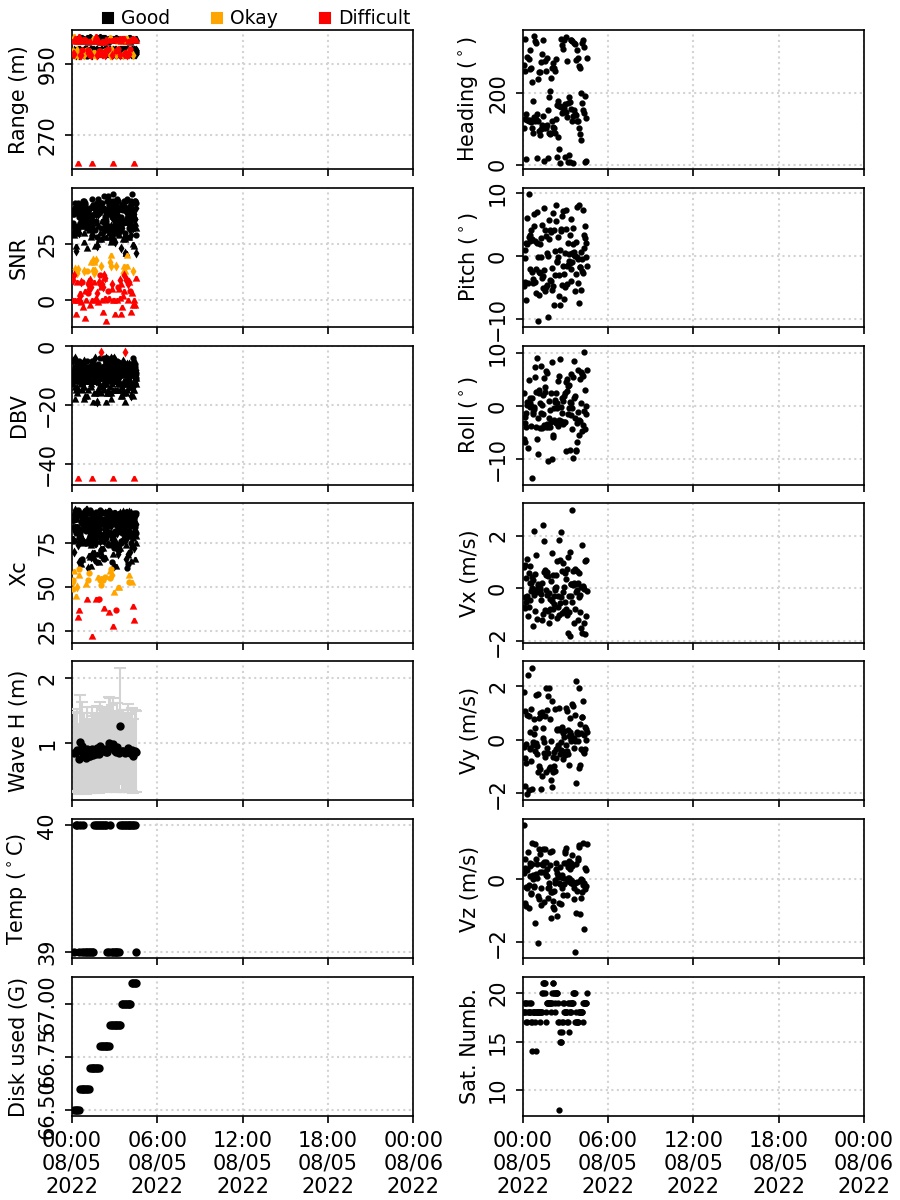 Good Okay Difficult
Range (m)
950
270
Heading (°)
200
0
SNR
25
0
Pitch (°)
10
0
−10
DBV
0
−20
−40
Roll (°)
10
0
−10
Xc
75
50
25
Vx (m/s)
2
0
−2
Wave H (m)
2
1
Vy (m/s)
2
0
−2
Temp (°C)
40
39
Vz (m/s)
0
−2
Disk used (G)
67.00
66.75
66.50
Sat. Numb.
20
15
10
00:00 06:00 12:00 18:00 00:00
08/05 08/05 08/05 08/05 08/06
2022 2022 2022 2022 2022
00:00 06:00 12:00 18:00 00:00
08/05 08/05 08/05 08/05 08/06
2022 2022 2022 2022 2022